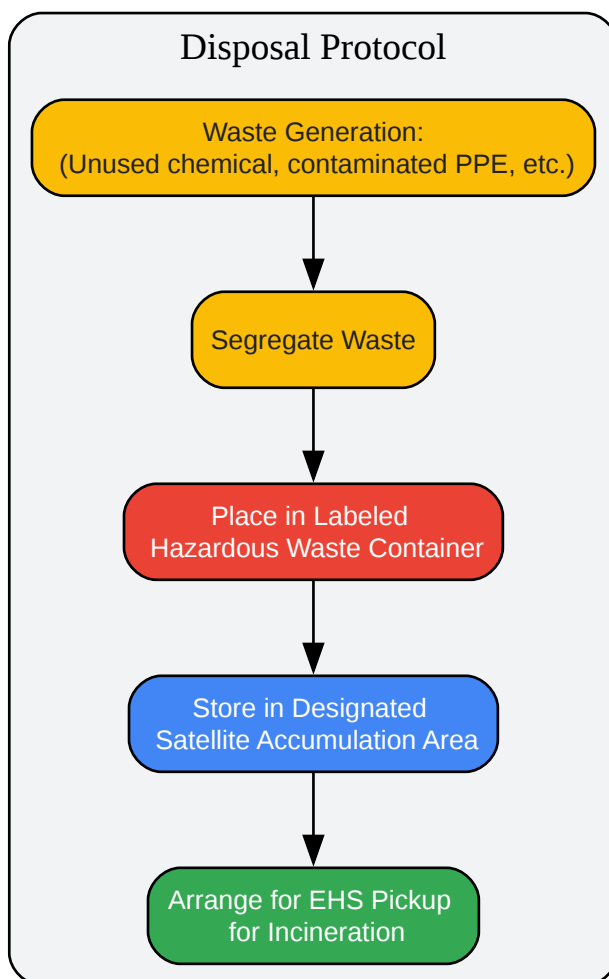 Disposal Protocol
Waste Generation:
(Unused chemical, contaminated PPE, etc.)
Segregate Waste
Place in Labeled
Hazardous Waste Container
Store in Designated
Satellite Accumulation Area
Arrange for EHS Pickup
for Incineration